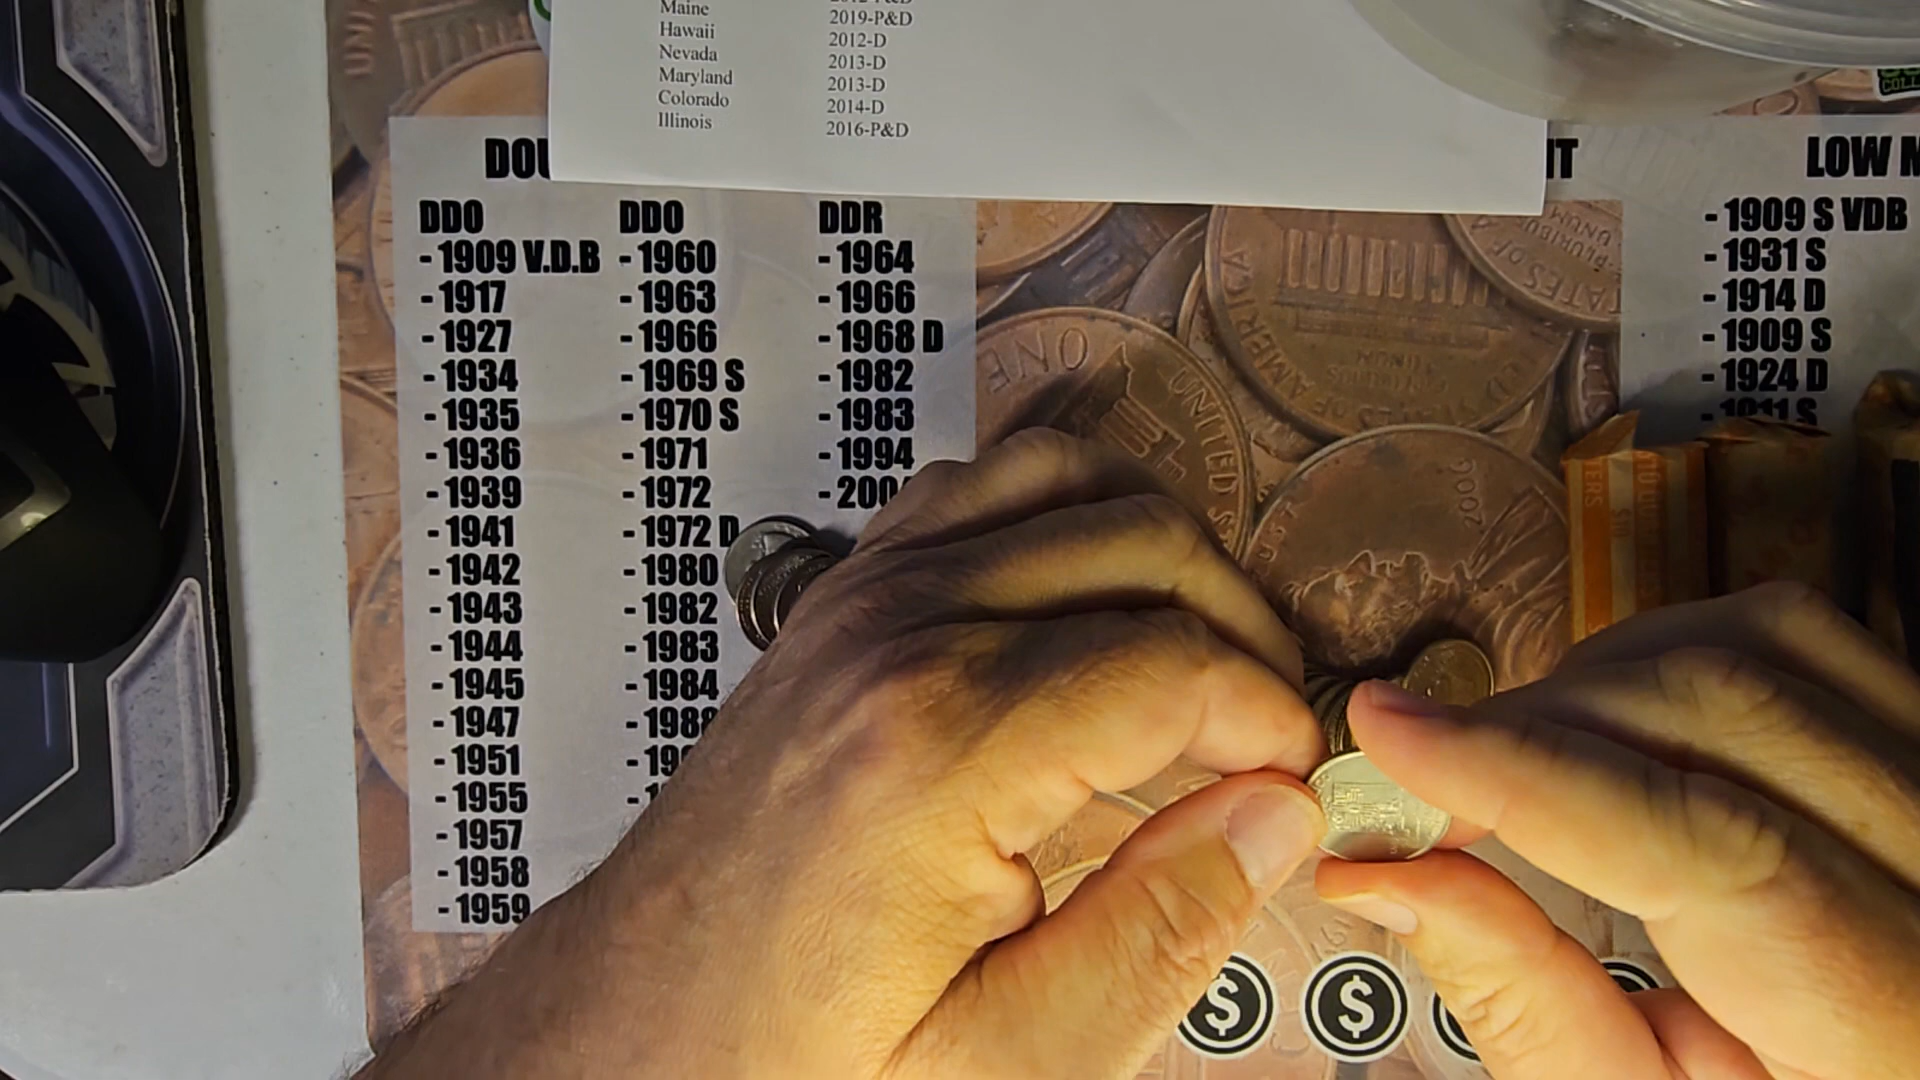 Maine
2019-P&D
Hawaii 2012-D
Nevada 2013-D
Maryland 2013-D
Colorado 2014-D
Illinois 2016-P&D
LOW
DDO
- 1909 V.D.B
- 1917
- 1927
- 1934
- 1935
- 1936
- 1939
- 1941
- 1942
- 1943
- 1944
- 1945
- 1947
- 1951
- 1955
- 1957
- 1958
- 1959
DDO
- 1960
- 1963
- 1966
- 1969 S
- 1970 S
- 1971
- 1972
- 1972 D
- 1980
- 1982
- 1983
- 1984
DDR
- 1964
- 1966
- 1968 D
- 1982
- 1983
- 1994
- 1909 S VDB
- 1931 S
- 1914 D
- 1909 S
- 1924 D
- 1911 S
ONE
UNITED
AMERICA
2006
$ $